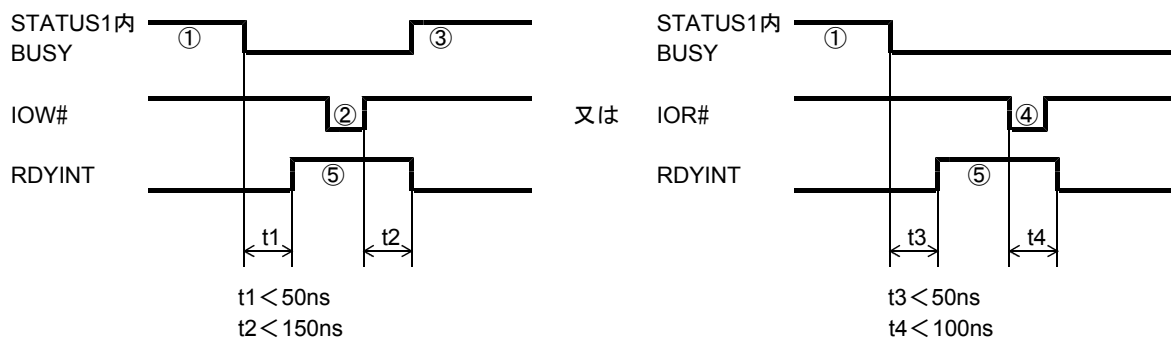 STATUS1内
BUSY
① ③
IOW#
②
RDYINT
⑤
t1 t2
t1＜50ns
t2＜150ns
又は
STATUS1内
BUSY
①
IOR#
④
RDYINT
⑤
t3 t4
t3＜50ns
t4＜100ns